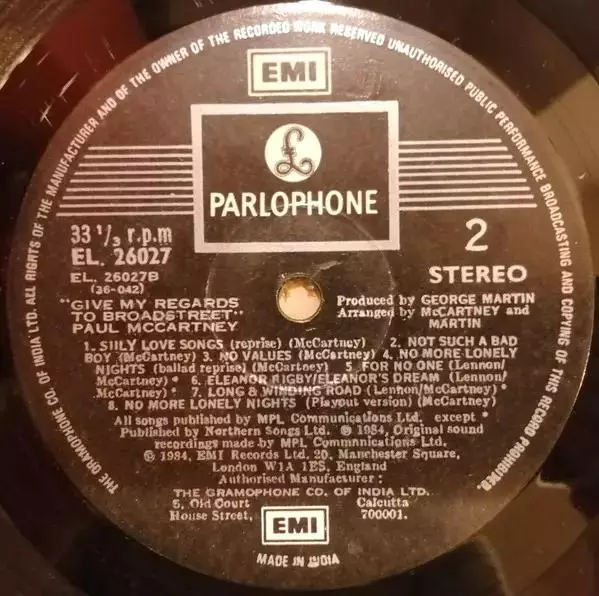 THE GRAMOPHONE CO. OF INDIA LTD. ALL RIGHTS OF THE MANUFACTURER AND OF THE OWNER OF THE RECORDED WORK RESERVED UNAUTHORISED PUBLIC PERFORMANCE BROADCASTING AND COPYING OF THIS RECORD PROHIBITED.
EMI
£
PARLOPHONE
33 1/3 r.p.m
EL. 26027
EL. 26027B
(36-042)
2
STEREO
"GIVE MY REGARDS
TO BROADSTREET"
PAUL MCCARTNEY
Produced by GEORGE MARTIN
Arranged by McCARTNEY and
MARTIN
1. SIILY LOVE SONGS (reprise) (McCartney) 2. NOT SUCH A BAD
BOY (McCartney) 3. NO VALUES (McCartney) 4. NO MORE LONELY
NIGHTS (ballad reprise) (McCartney) 5. FOR NO ONE (Lennon/
McCartney) * 6. ELEANOR RIGBY/ELEANOR'S DREAM (Lennon/
McCartney) * 7. LONG & WINDING ROAD (Lennon/McCartney) *
8. NO MORE LONELY NIGHTS (Playout version) (McCartney)
All songs published by MPL Communications Ltd. except *
Published by Northern Songs Ltd. ℗ 1984, Original sound
recordings made by MPL Commnnications Ltd.
© 1984, EMI Records Ltd. 20, Manchester Square,
London W1A 1ES, England
Authorised Manufacturer :
THE GRAMOPHONE CO. OF INDIA LTD.
5, Old Court Calcutta
House Street, 700001.
EMI
MADE IN INDIA